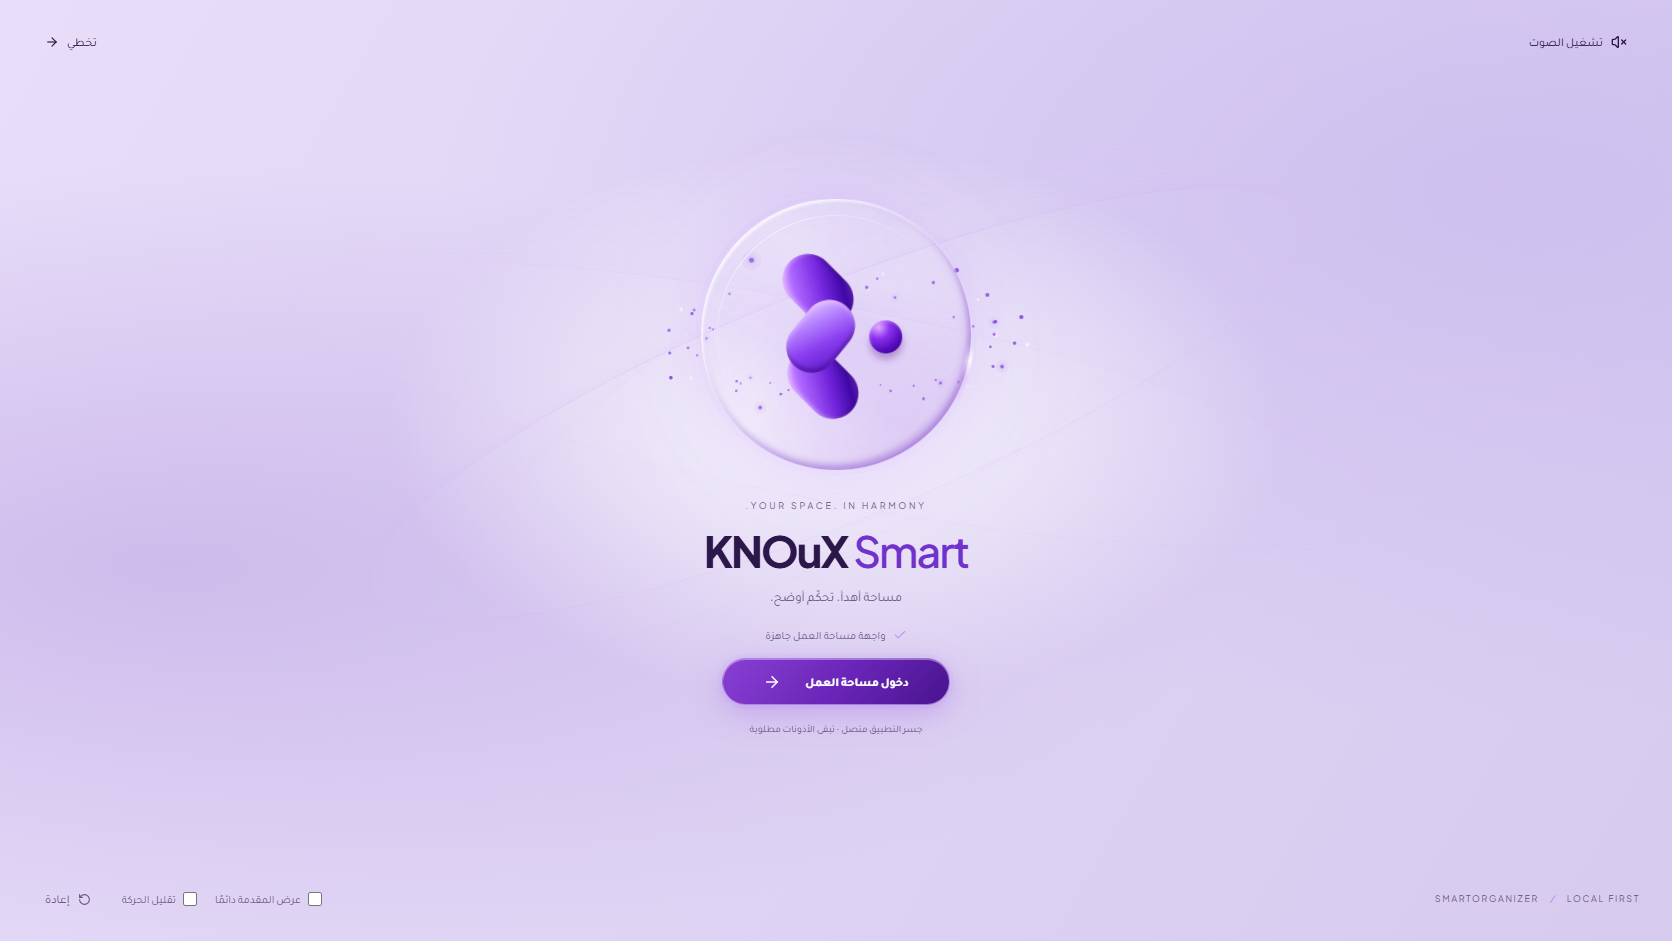 تشغيل الصوت
تخطي
.YOUR SPACE. IN HARMONY
KNOuX Smart
مساحة أهدأ. تحكّم أوضح.
واجهة مساحة العمل جاهزة
دخول مساحة العمل
جسر التطبيق متصل · تبقى الأذونات مطلوبة
SMARTORGANIZER / LOCAL FIRST
عرض المقدمة دائمًا
تقليل الحركة
إعادة